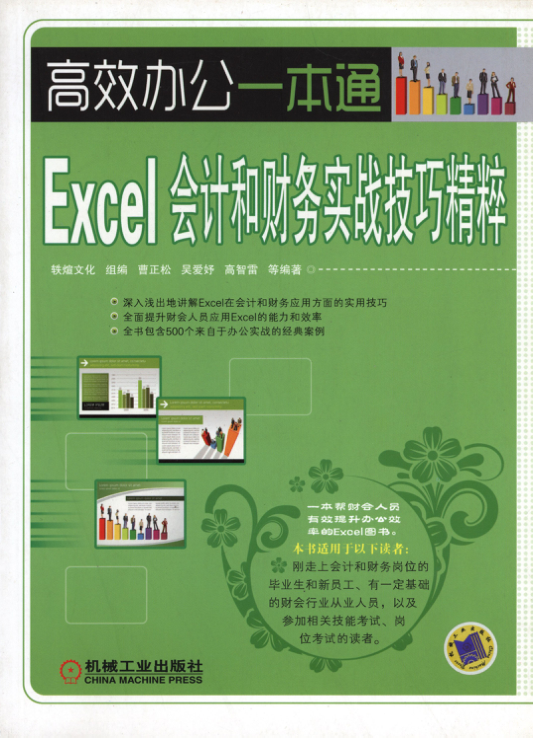 高效办公一本通
Excel 会计和财务实战技巧精粹
轶煊文化 组编 曹正松 吴爱妤 高智雷 等编著
深入浅出地讲解Excel在会计和财务应用方面的实用技巧
全面提升财会人员应用Excel的能力和效率
全书包含500个来自于办公实战的经典案例
一本帮财会人员
有效提升办公效
率的Excel图书。
本书适用于以下读者:
刚走上会计和财务岗位的
毕业生和新员工、有一定基础
的财会行业从业人员，以及
参加相关技能考试、岗
位考试的读者。
机械工业出版社
CHINA MACHINE PRESS